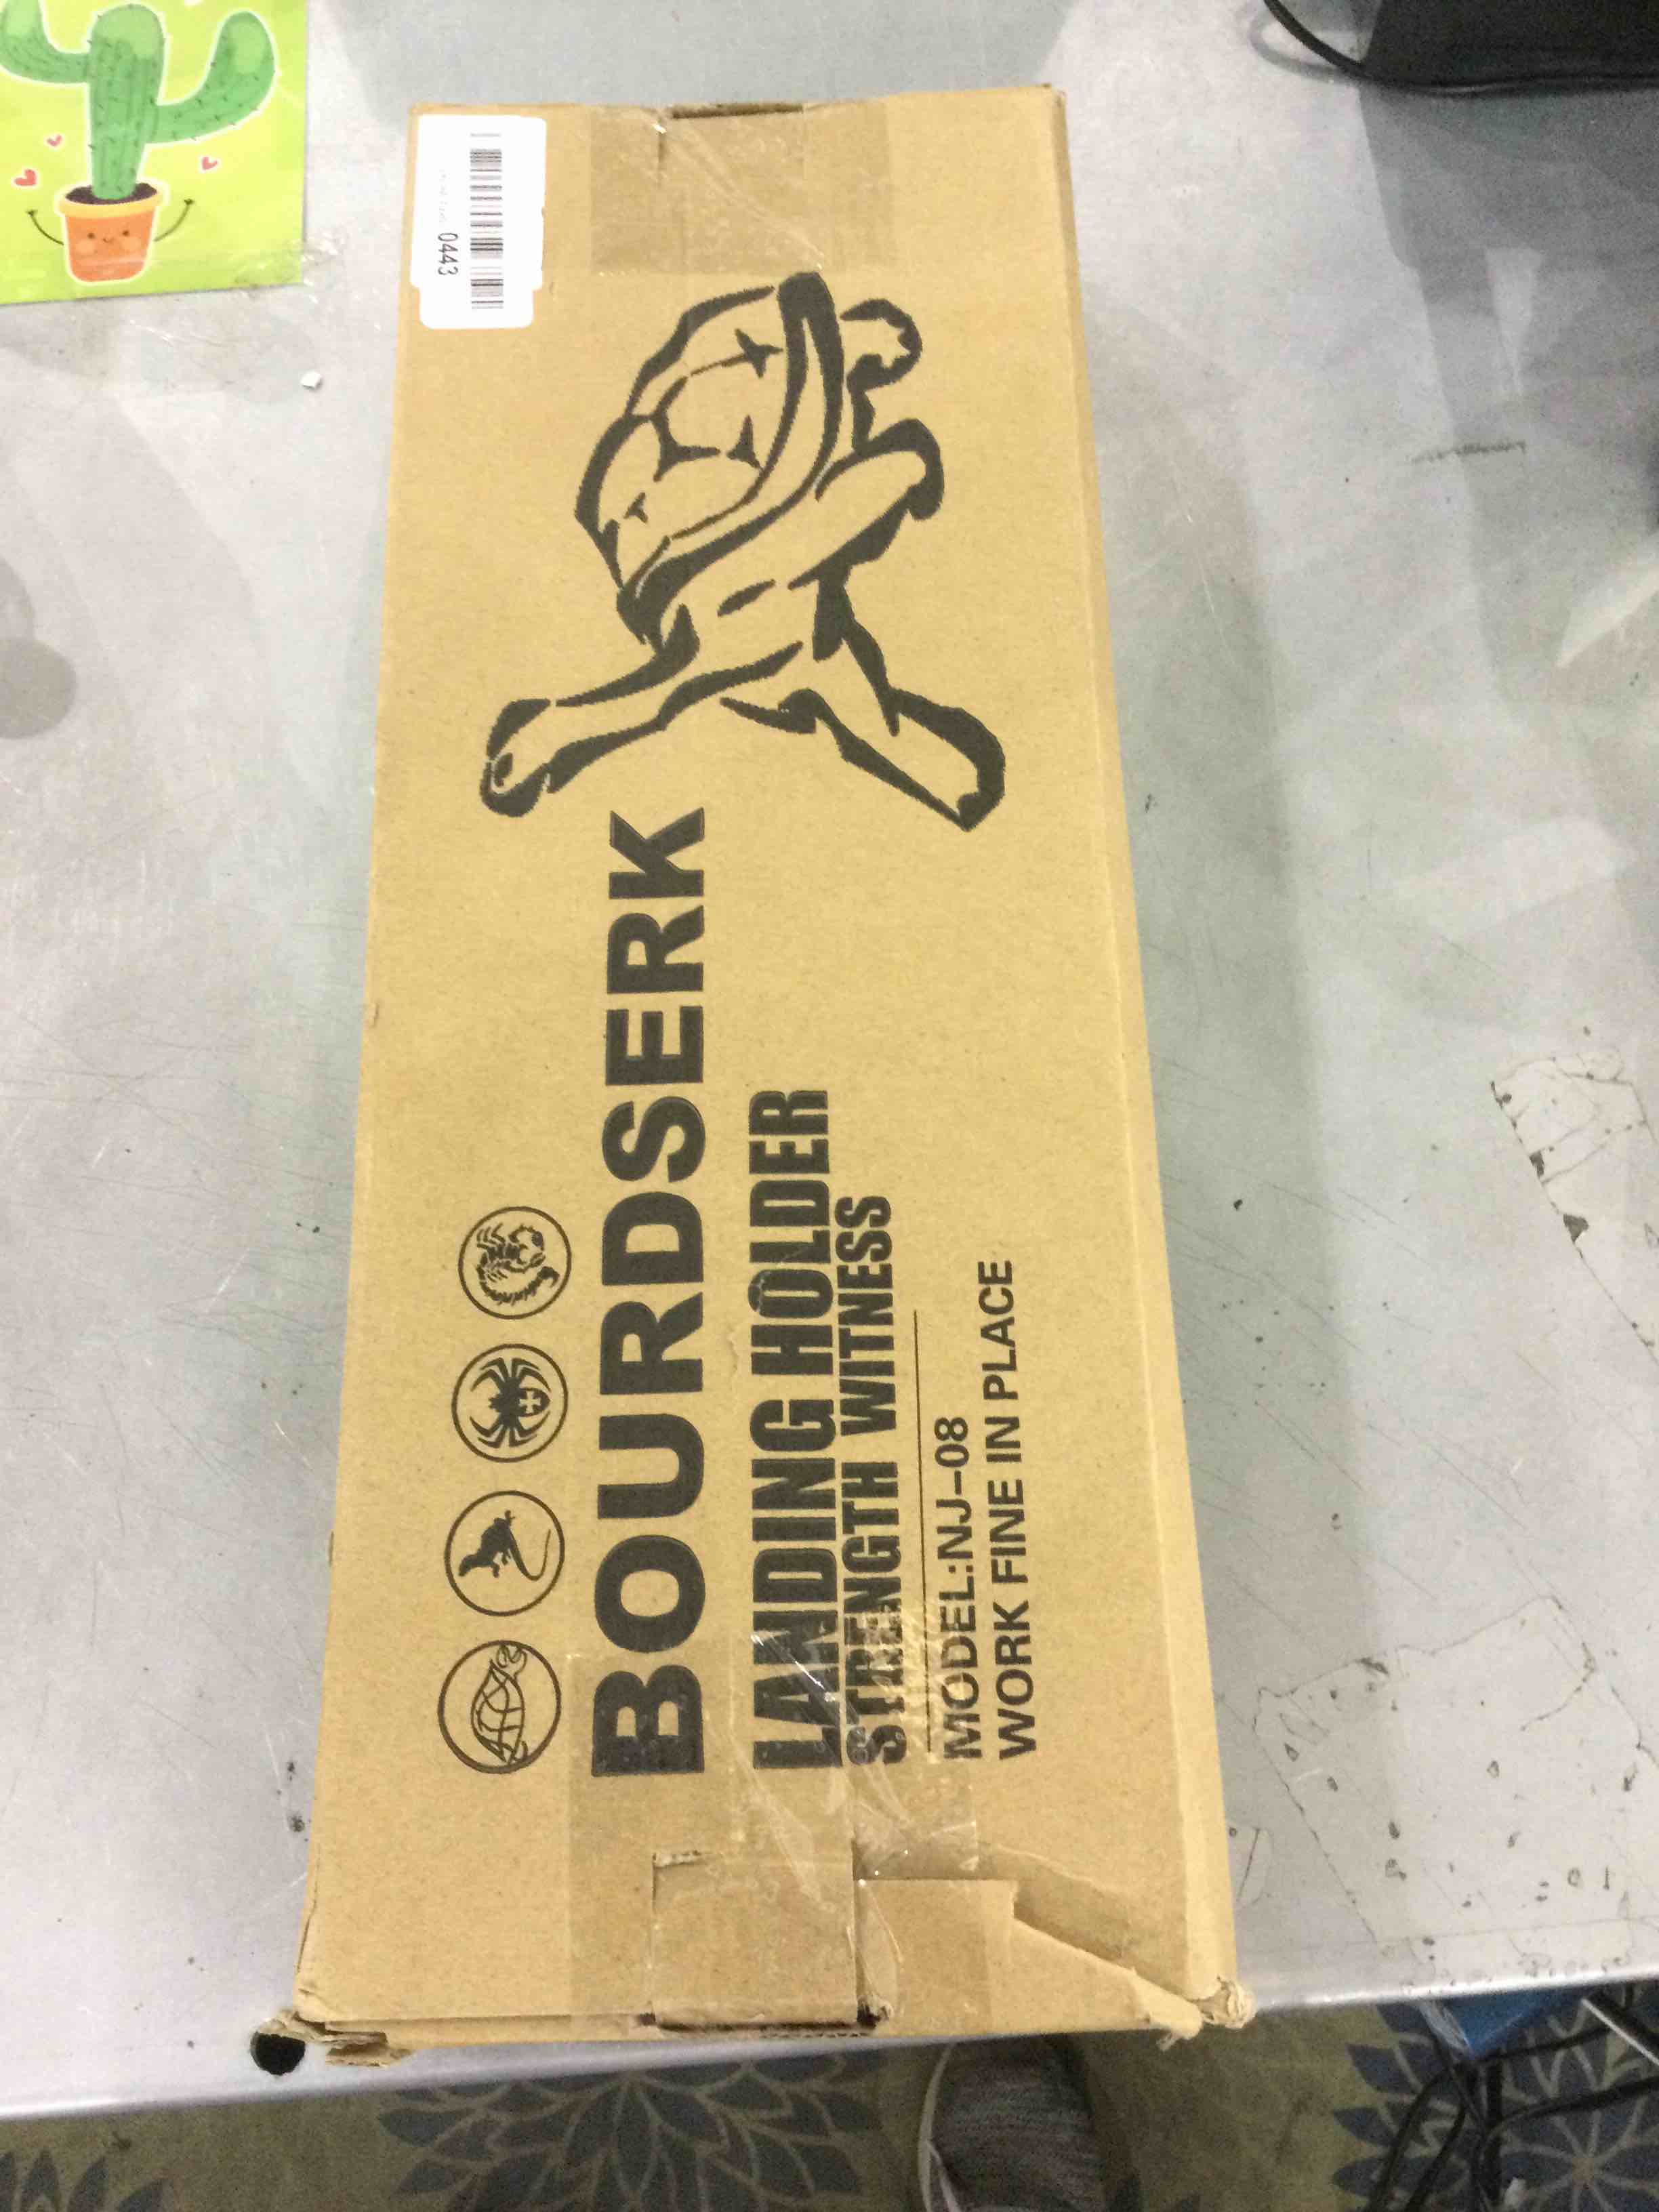 BOURDSERK
LANDING HOLDER
STRENGTH WITNESS
MODEL:NJ-08
WORK FINE IN PLACE
0443